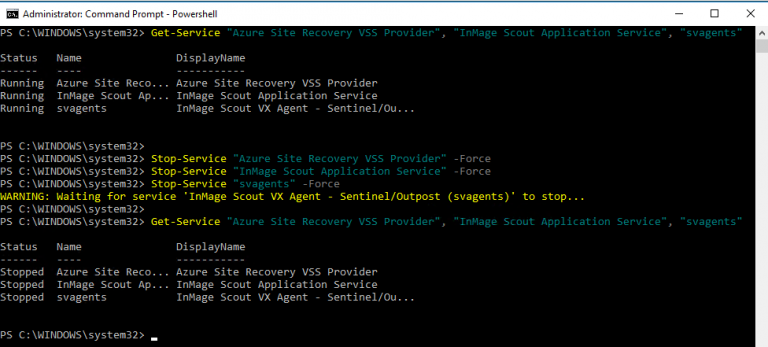 Administrator: Command Prompt - Powershell
PS C:\WINDOWS\system32> Get-Service "Azure Site Recovery VSS Provider", "InMage Scout Application Service", "svagents"
Status   Name               DisplayName
------   ----               -----------
Running  Azure Site Reco... Azure Site Recovery VSS Provider
Running  InMage Scout Ap... InMage Scout Application Service
Running  svagents           InMage Scout VX Agent - Sentinel/Ou...
PS C:\WINDOWS\system32>
PS C:\WINDOWS\system32> Stop-Service "Azure Site Recovery VSS Provider" -Force
PS C:\WINDOWS\system32> Stop-Service "InMage Scout Application Service" -Force
PS C:\WINDOWS\system32> Stop-Service "svagents" -Force
WARNING: Waiting for service 'InMage Scout VX Agent - Sentinel/Outpost (svagents)' to stop...
PS C:\WINDOWS\system32>
PS C:\WINDOWS\system32> Get-Service "Azure Site Recovery VSS Provider", "InMage Scout Application Service", "svagents"
Status   Name               DisplayName
------   ----               -----------
Stopped  Azure Site Reco... Azure Site Recovery VSS Provider
Stopped  InMage Scout Ap... InMage Scout Application Service
Stopped  svagents           InMage Scout VX Agent - Sentinel/Ou...
PS C:\WINDOWS\system32>